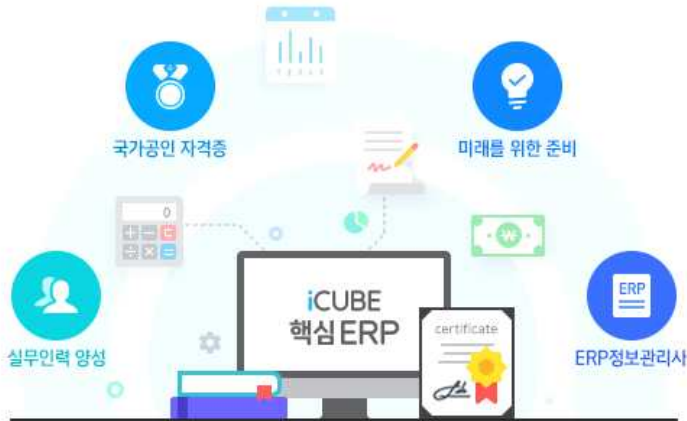 국가공인 자격증
미래를 위한 준비
0
실무인력 양성
iCUBE
핵심 ERP
certificate
ERP
ERP정보관리사